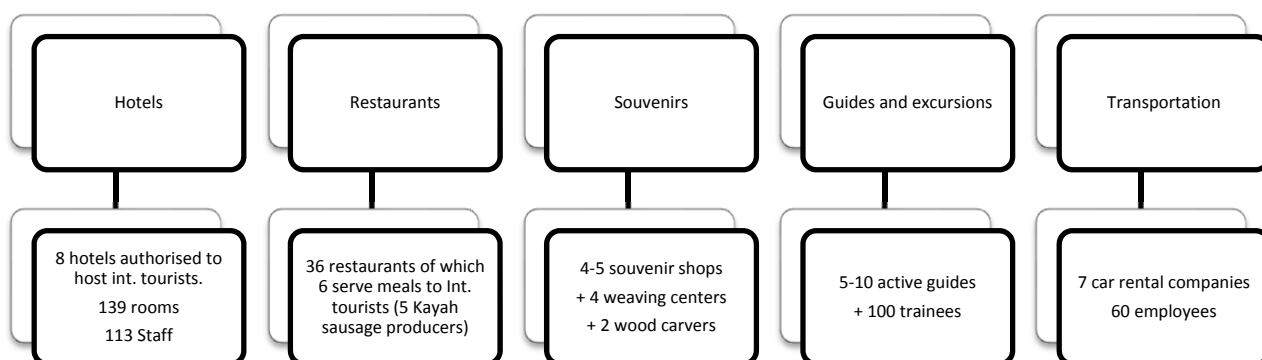 Hotels
Restaurants
Souvenirs
Guides and excursions
Transportation
8 hotels authorised to
host int. tourists.
139 rooms
113 Staff
36 restaurants of which
6 serve meals to Int.
tourists (5 Kayah
sausage producers)
4-5 souvenir shops
+ 4 weaving centers
+ 2 wood carvers
5-10 active guides
+ 100 trainees
7 car rental companies
60 employees